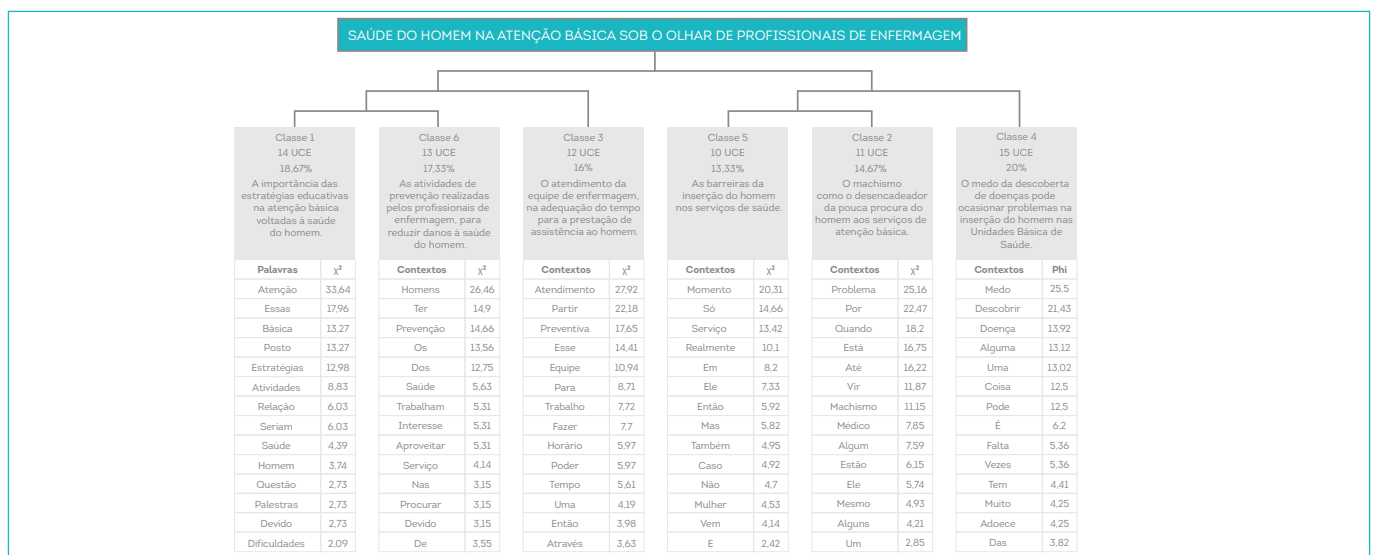 SAÚDE DO HOMEM NA ATENÇÃO BÁSICA SOB O OLHAR DE PROFISSIONAIS DE ENFERMAGEM
Classe 1
14 UCE
18,67%
A importância das
estratégias educativas
na atenção básica
voltadas à saúde
do homem.
Palavras χ²
Atenção 33,64
Essas 17,96
Básica 13,27
Posto 13,27
Estratégias 12,98
Atividades 8,83
Relação 6,03
Seriam 6,03
Saúde 4,39
Homem 3,74
Questão 2,73
Palestras 2,73
Devido 2,73
Dificuldades 2,09
Classe 6
13 UCE
17,33%
As atividades de
prevenção realizadas
pelos profissionais de
enfermagem, para
reduzir danos à saúde
do homem.
Contextos χ²
Homens 26,46
Ter 14,9
Prevenção 14,66
Os 13,56
Dos 12,75
Saúde 5,63
Trabalham 5,31
Interesse 5,31
Aproveitar 5,31
Serviço 4,14
Nas 3,15
Procurar 3,15
Devido 3,15
De 3,55
Classe 3
12 UCE
16%
O atendimento da
equipe de enfermagem,
na adequação do tempo
para a prestação de
assistência ao homem.
Contextos χ²
Atendimento 27,92
Partir 22,18
Preventiva 17,65
Esse 14,41
Equipe 10,94
Para 8,71
Trabalho 7,72
Fazer 7,7
Horário 5,97
Poder 5,97
Tempo 5,61
Uma 4,19
Então 3,98
Através 3,63
Classe 5
10 UCE
13,33%
As barreiras da
inserção do homem
nos serviços de saúde.
Contextos χ²
Momento 20,31
Só 14,66
Serviço 13,42
Realmente 10,1
Em 8,2
Ele 7,33
Então 5,92
Mas 5,82
Também 4,95
Caso 4,92
Não 4,7
Mulher 4,53
Vem 4,14
E 2,42
Classe 2
11 UCE
14,67%
O machismo
como o desencadeador
da pouca procura do
homem aos serviços de
atenção básica.
Contextos χ²
Problema 25,16
Por 22,47
Quando 18,2
Está 16,75
Até 16,22
Vir 11,87
Machismo 11,15
Médico 7,85
Algum 7,59
Estão 6,15
Ele 5,74
Mesmo 4,93
Alguns 4,21
Um 2,85
Classe 4
15 UCE
20%
O medo da descoberta
de doenças pode
ocasionar problemas na
inserção do homem nas
Unidades Básica de
Saúde.
Contextos Phi
Medo 25,5
Descobrir 21,43
Doença 13,92
Alguma 13,12
Uma 13,02
Coisa 12,5
Pode 12,5
É 6,2
Falta 5,36
Vezes 5,36
Tem 4,41
Muito 4,25
Adoece 4,25
Das 3,82